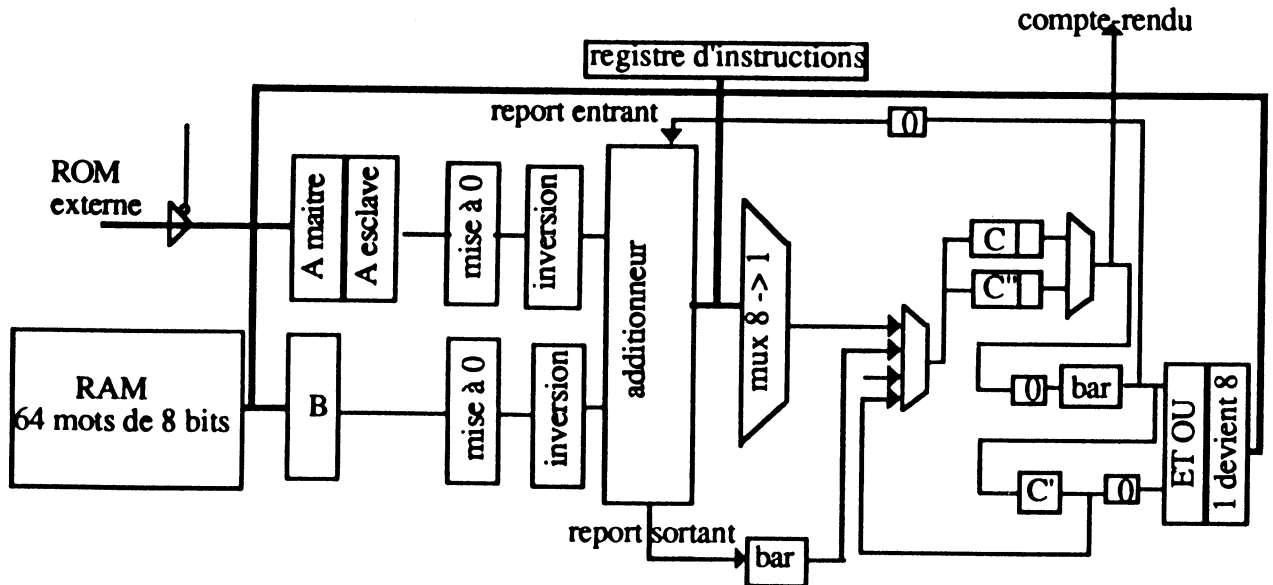 compte-rendu
registre d'instructions
report entrant
0
ROM
externe
A maitre
A esclave
mise à 0
inversion
additionneur
mux 8 -> 1
C
C"
RAM
64 mots de 8 bits
B
mise à 0
inversion
0
bar
ET OU
1 devient 8
C'
0
report sortant
bar